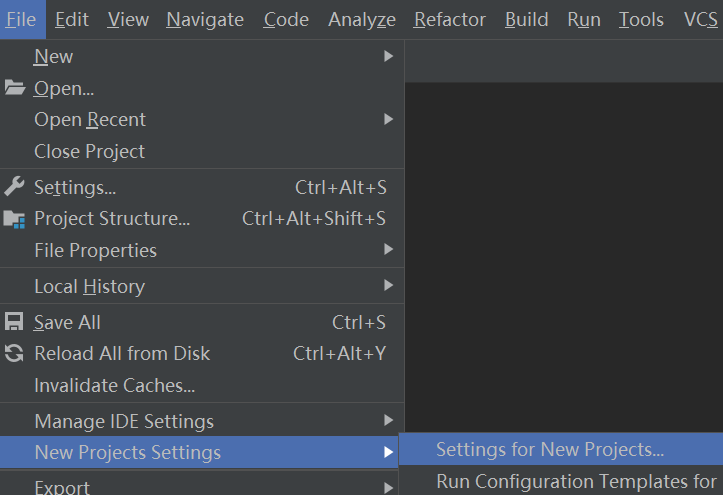 File Edit View Navigate Code Analyze Refactor Build Run Tools VCS
New
Open...
Open Recent
Close Project
Settings... Ctrl+Alt+S
Project Structure... Ctrl+Alt+Shift+S
File Properties
Local History
Save All Ctrl+S
Reload All from Disk Ctrl+Alt+Y
Invalidate Caches...
Manage IDE Settings
New Projects Settings Settings for New Projects...
Export Run Configuration Templates for